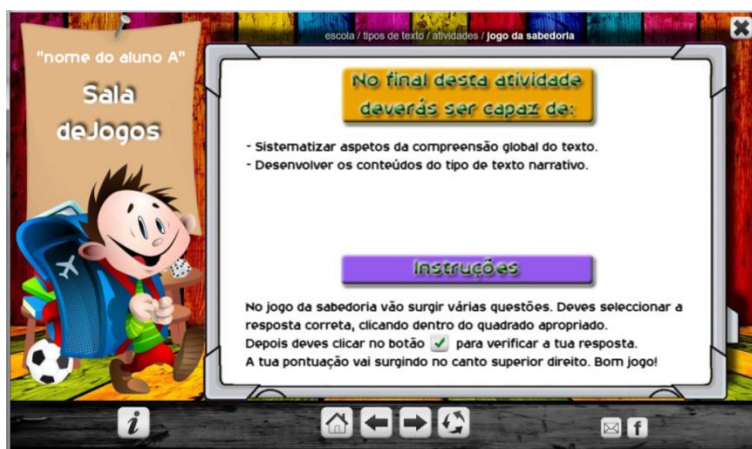 escola / tipos de texto / atividades / jogo da sabedoria
"nome do aluno A"
Sala
deJogos
No final desta atividade
deverás ser capaz de:
- Sistematizar aspetos da compreensão global do texto.
- Desenvolver os conteúdos do tipo de texto narrativo.
Instruções
No jogo da sabedoria vão surgir várias questões. Deves seleccionar a
resposta correta, clicando dentro do quadrado apropriado.
Depois deves clicar no botão para verificar a tua resposta.
A tua pontuação vai surgindo no canto superior direito. Bom jogo!
i
f